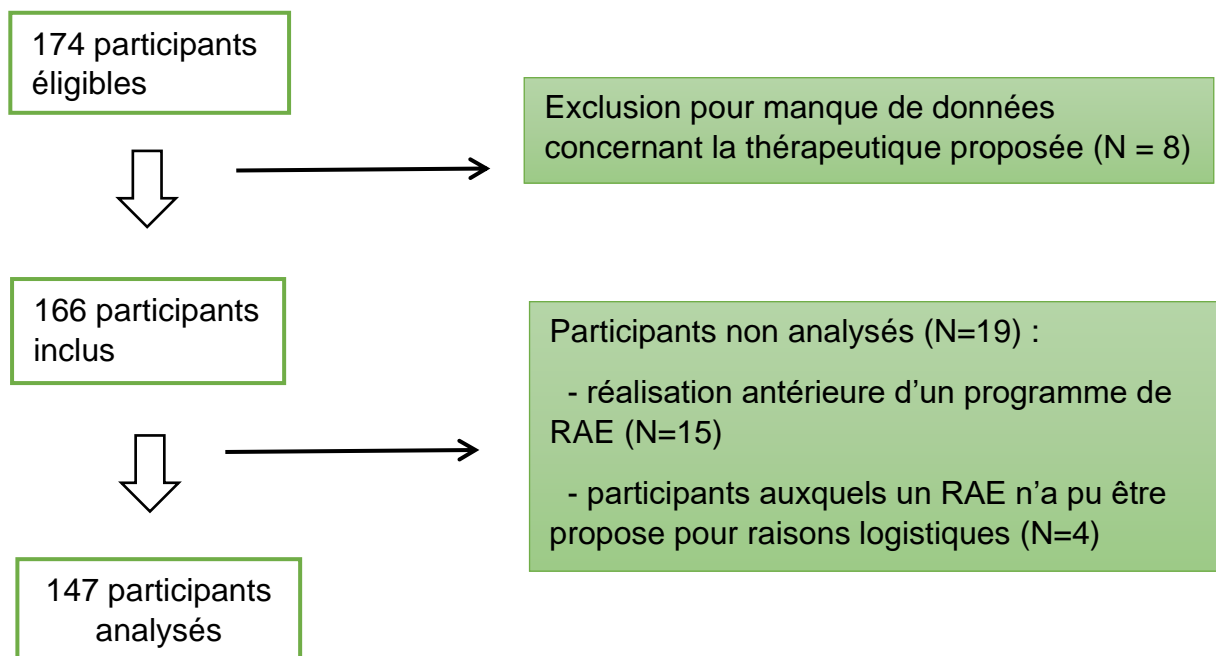 174 participants
éligibles
Exclusion pour manque de données
concernant la thérapeutique proposée (N = 8)
166 participants
inclus
Participants non analysés (N=19) :
- réalisation antérieure d’un programme de
RAE (N=15)
- participants auxquels un RAE n’a pu être
propose pour raisons logistiques (N=4)
147 participants
analysés